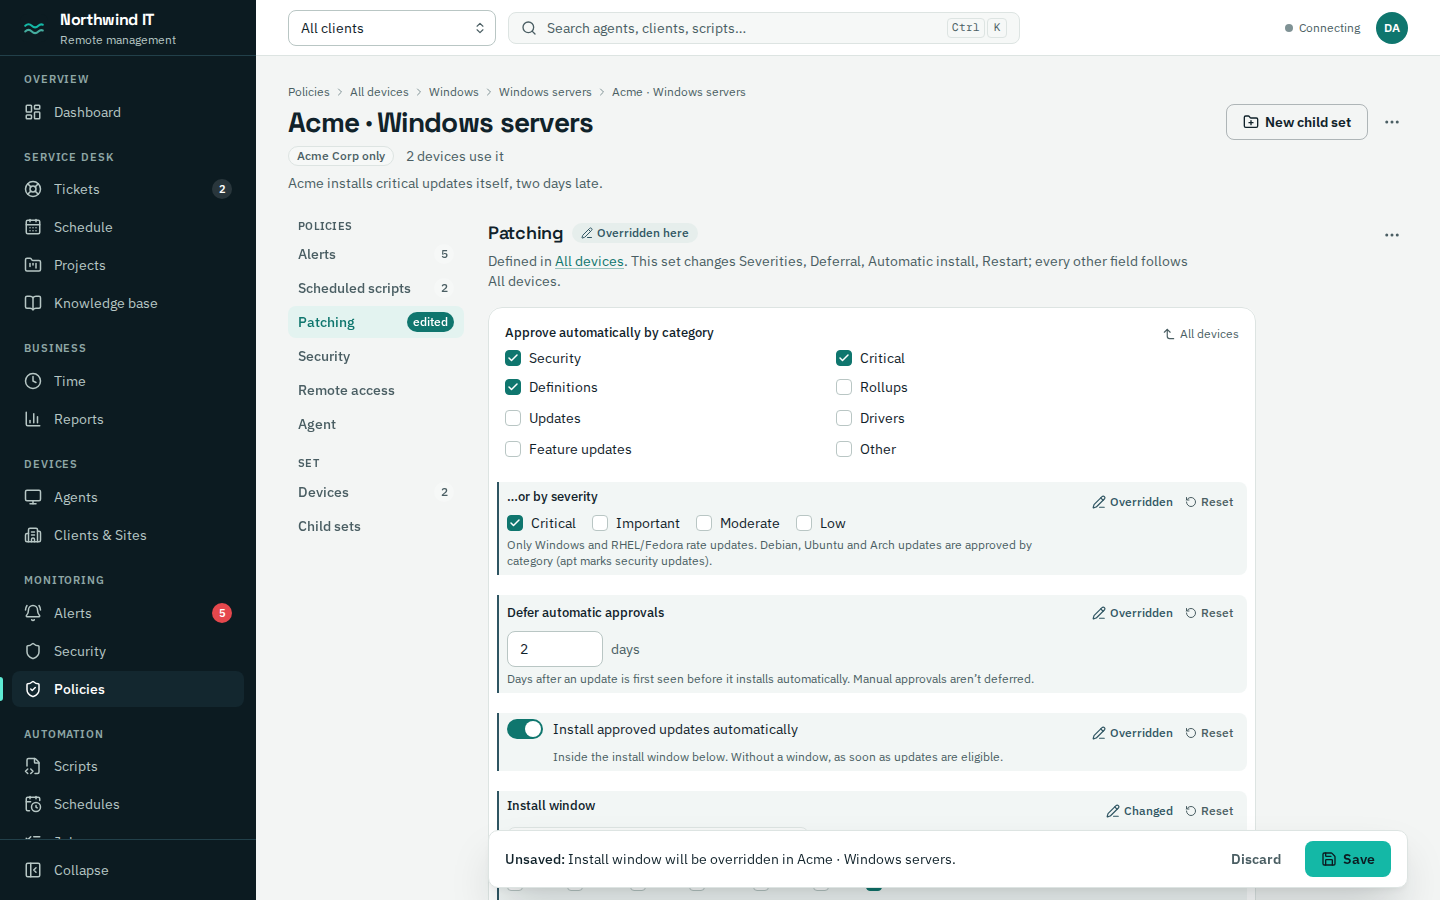 Northwind IT
Remote management
OVERVIEW
Dashboard
SERVICE DESK
Tickets 2
Schedule
Projects
Knowledge base
BUSINESS
Time
Reports
DEVICES
Agents
Clients & Sites
MONITORING
Alerts 5
Security
Policies
AUTOMATION
Scripts
Schedules
Collapse
All clients
Search agents, clients, scripts...
Ctrl K
Connecting
DA
Policies > All devices > Windows > Windows servers > Acme · Windows servers
Acme · Windows servers
New child set
Acme Corp only 2 devices use it
Acme installs critical updates itself, two days late.
POLICIES
Alerts 5
Scheduled scripts 2
Patching edited
Security
Remote access
Agent
SET
Devices 2
Child sets
Patching Overridden here
Defined in All devices. This set changes Severities, Deferral, Automatic install, Restart; every other field follows
All devices.
Approve automatically by category All devices
Security Critical
Definitions Rollups
Updates Drivers
Feature updates Other
...or by severity Overridden Reset
Critical Important Moderate Low
Only Windows and RHEL/Fedora rate updates. Debian, Ubuntu and Arch updates are approved by
category (apt marks security updates).
Defer automatic approvals Overridden Reset
2 days
Days after an update is first seen before it installs automatically. Manual approvals aren't deferred.
Install approved updates automatically Overridden Reset
Inside the install window below. Without a window, as soon as updates are eligible.
Install window Changed Reset
Unsaved: Install window will be overridden in Acme · Windows servers.
Discard Save